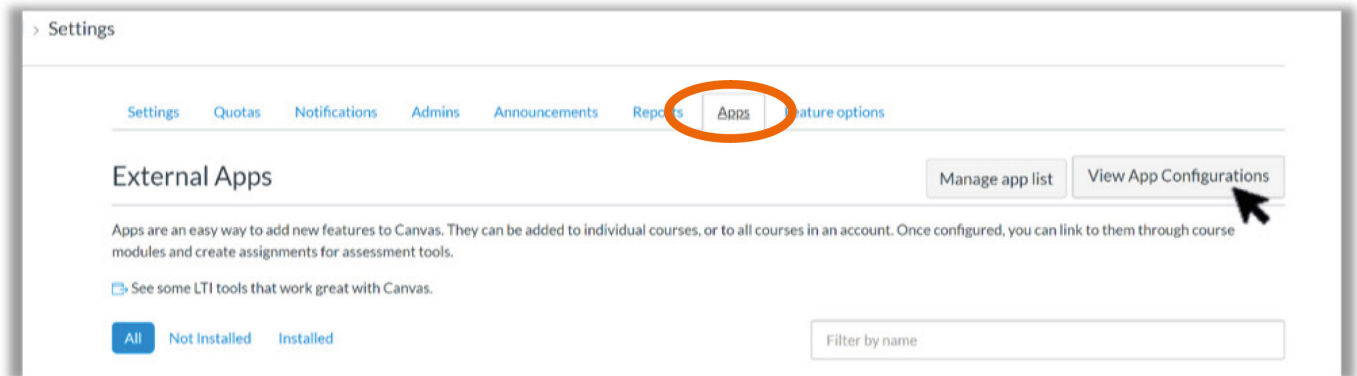 > Settings
Settings Quotas Notifications Admins Announcements Reports Apps Feature options
External Apps
Manage app list View App Configurations
Apps are an easy way to add new features to Canvas. They can be added to individual courses, or to all courses in an account. Once configured, you can link to them through course
modules and create assignments for assessment tools.
See some LTI tools that work great with Canvas.
All Not Installed Installed Filter by name